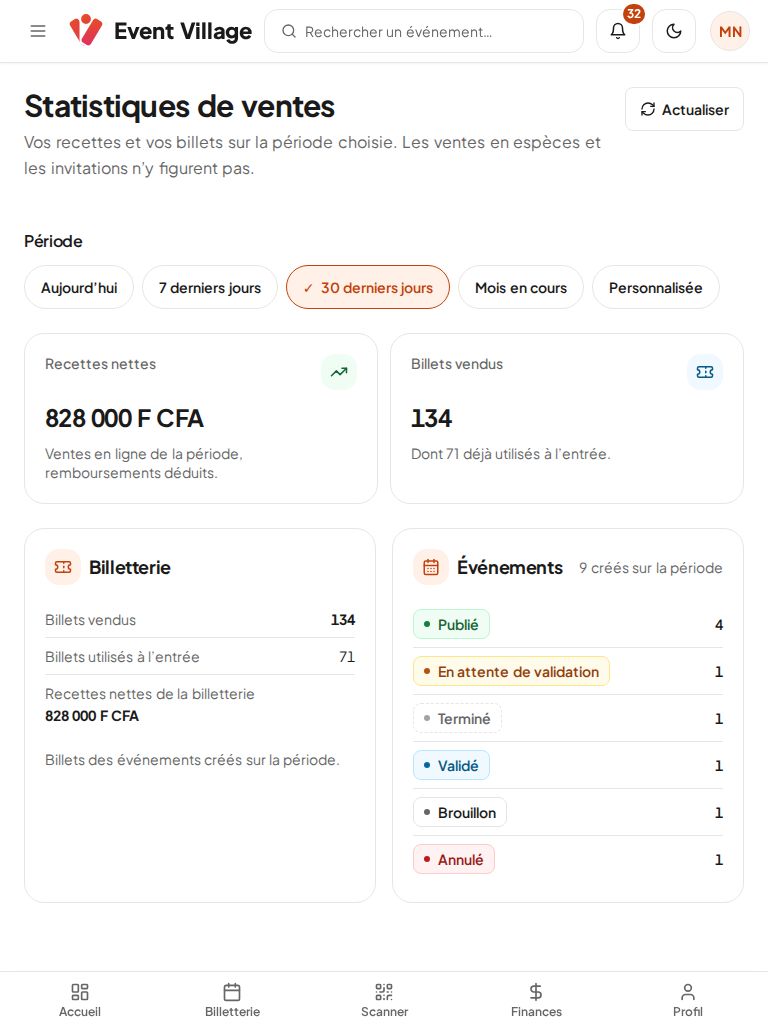 Event Village
Rechercher un événement…
32
MN
Statistiques de ventes
Actualiser
Vos recettes et vos billets sur la période choisie. Les ventes en espèces et
les invitations n’y figurent pas.
Période
Aujourd’hui
7 derniers jours
✓ 30 derniers jours
Mois en cours
Personnalisée
Recettes nettes
828 000 F CFA
Ventes en ligne de la période,
remboursements déduits.
Billets vendus
134
Dont 71 déjà utilisés à l’entrée.
Billetterie
Billets vendus 134
Billets utilisés à l’entrée 71
Recettes nettes de la billetterie
828 000 F CFA
Billets des événements créés sur la période.
Événements 9 créés sur la période
Publié 4
En attente de validation 1
Terminé 1
Validé 1
Brouillon 1
Annulé 1
Accueil
Billetterie
Scanner
Finances
Profil